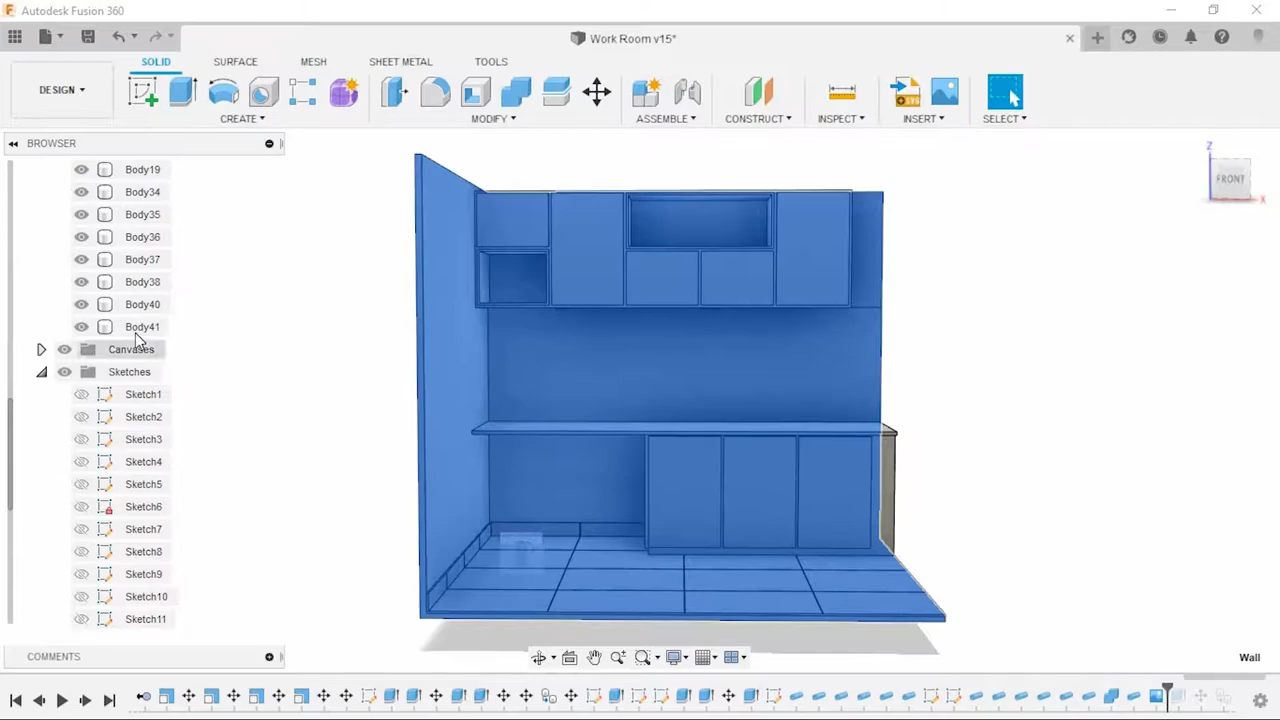 Autodesk Fusion 360
Work Room v15*
SOLID SURFACE MESH SHEET METAL TOOLS
DESIGN
CREATE MODIFY ASSEMBLE CONSTRUCT INSPECT INSERT SELECT
BROWSER
Body19
Body34
Body35
Body36
Body37
Body38
Body40
Body41
Canvases
Sketches
Sketch1
Sketch2
Sketch3
Sketch4
Sketch5
Sketch6
Sketch7
Sketch8
Sketch9
Sketch10
Sketch11
Z
FRONT
X
COMMENTS
Wall